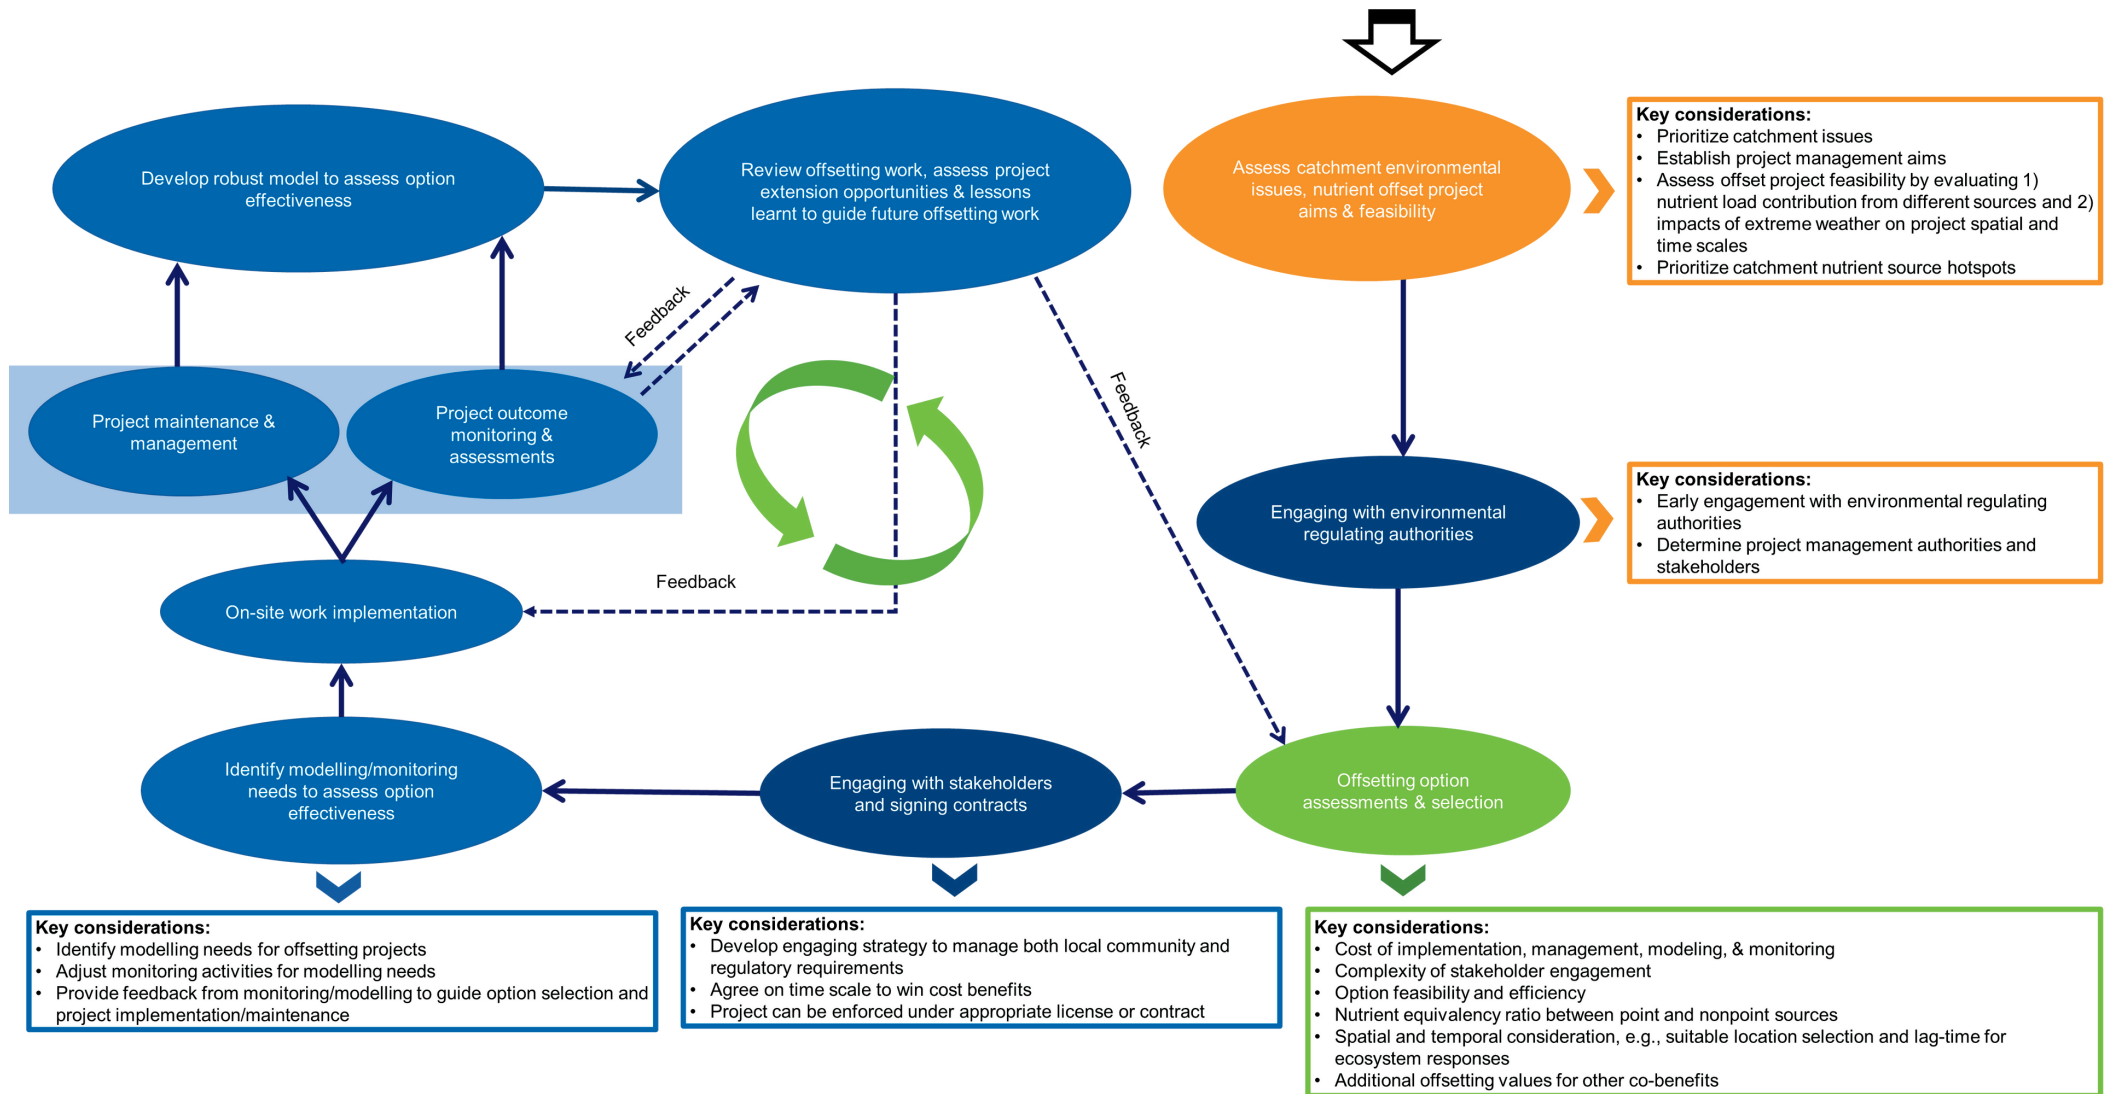 Develop robust model to assess option
effectiveness
Review offsetting work, assess project
extension opportunities & lessons
learnt to guide future offsetting work
Assess catchment environmental
issues, nutrient offset project
aims & feasibility
Key considerations:
• Prioritize catchment issues
• Establish project management aims
• Assess offset project feasibility by evaluating 1)
nutrient load contribution from different sources and 2)
impacts of extreme weather on project spatial and
time scales
• Prioritize catchment nutrient source hotspots
Feedback
Feedback
Project maintenance &
management
Project outcome
monitoring &
assessments
Engaging with environmental
regulating authorities
Key considerations:
• Early engagement with environmental regulating
authorities
• Determine project management authorities and
stakeholders
Feedback
On-site work implementation
Identify modelling/monitoring
needs to assess option
effectiveness
Engaging with stakeholders
and signing contracts
Offsetting option
assessments & selection
Key considerations:
• Identify modelling needs for offsetting projects
• Adjust monitoring activities for modelling needs
• Provide feedback from monitoring/modelling to guide option selection and
project implementation/maintenance
Key considerations:
• Develop engaging strategy to manage both local community and
regulatory requirements
• Agree on time scale to win cost benefits
• Project can be enforced under appropriate license or contract
Key considerations:
• Cost of implementation, management, modeling, & monitoring
• Complexity of stakeholder engagement
• Option feasibility and efficiency
• Nutrient equivalency ratio between point and nonpoint sources
• Spatial and temporal consideration, e.g., suitable location selection and lag-time for
ecosystem responses
• Additional offsetting values for other co-benefits